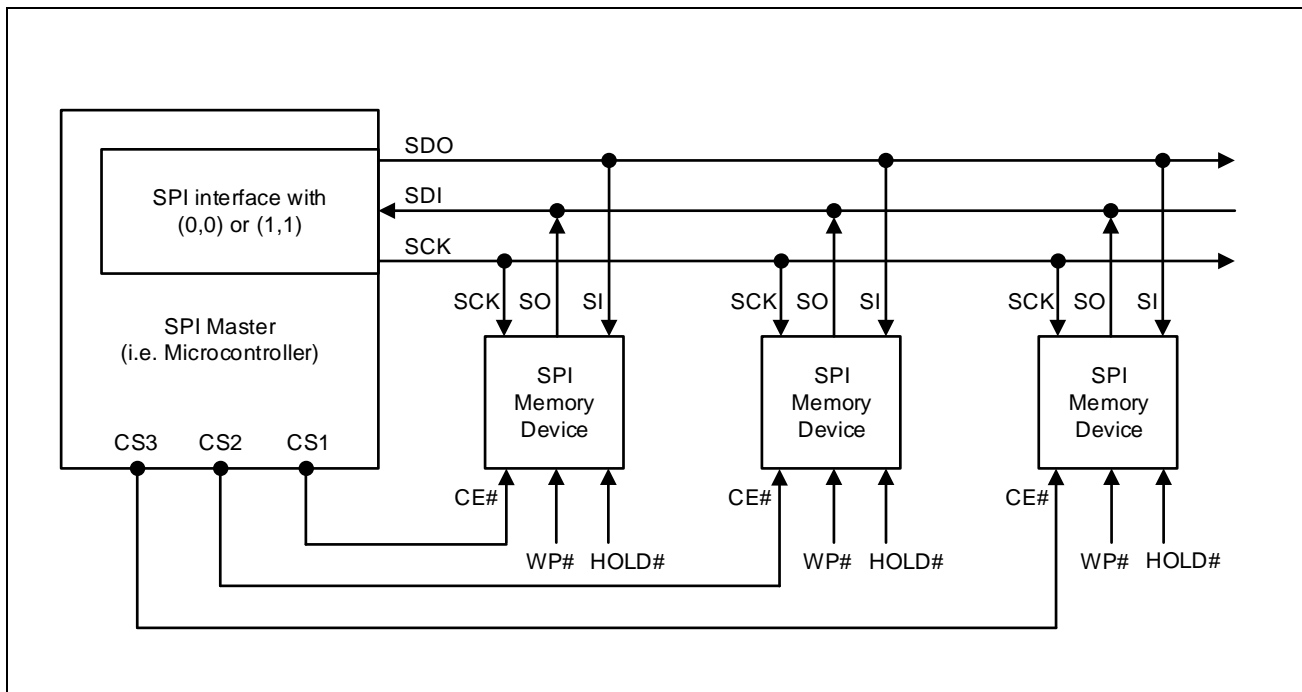 SDO
SPI interface with
(0,0) or (1,1)
SDI
SCK
SCK SO SI
SCK SO SI
SCK SO SI
SPI Master
(i.e. Microcontroller)
SPI
Memory
Device
SPI
Memory
Device
SPI
Memory
Device
CS3 CS2 CS1
CE#
CE#
CE#
WP# HOLD#
WP# HOLD#
WP# HOLD#